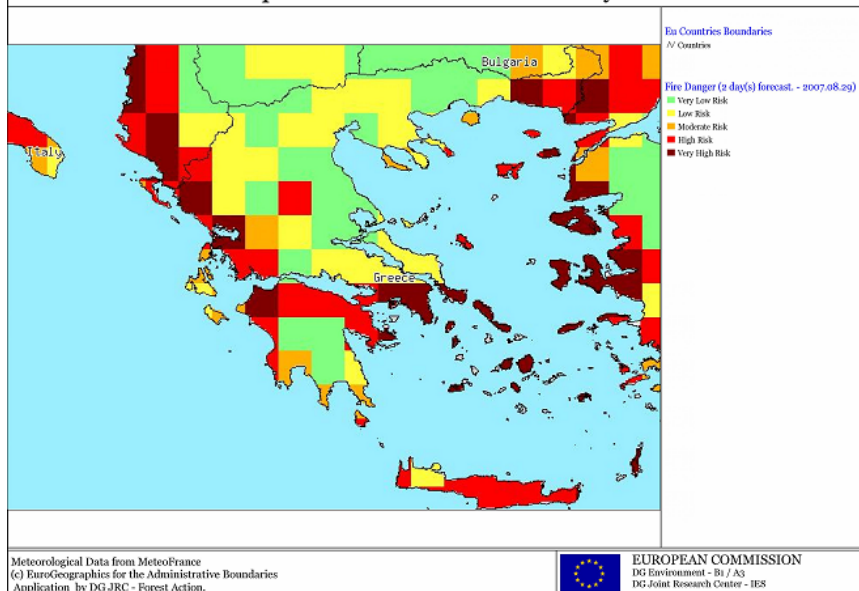 Eu Countries Boundaries
Countries
Fire Danger (2 day(s) forecast. - 2007.08.29)
Very Low Risk
Low Risk
Moderate Risk
High Risk
Very High Risk
Bulgaria
Italy
Greece
Meteorological Data from MeteoFrance
(c) EuroGeographics for the Administrative Boundaries
Application by DG JRC - Forest Action.
EUROPEAN COMMISSION
DG Environment - B1 / A3
DG Joint Research Center - IES